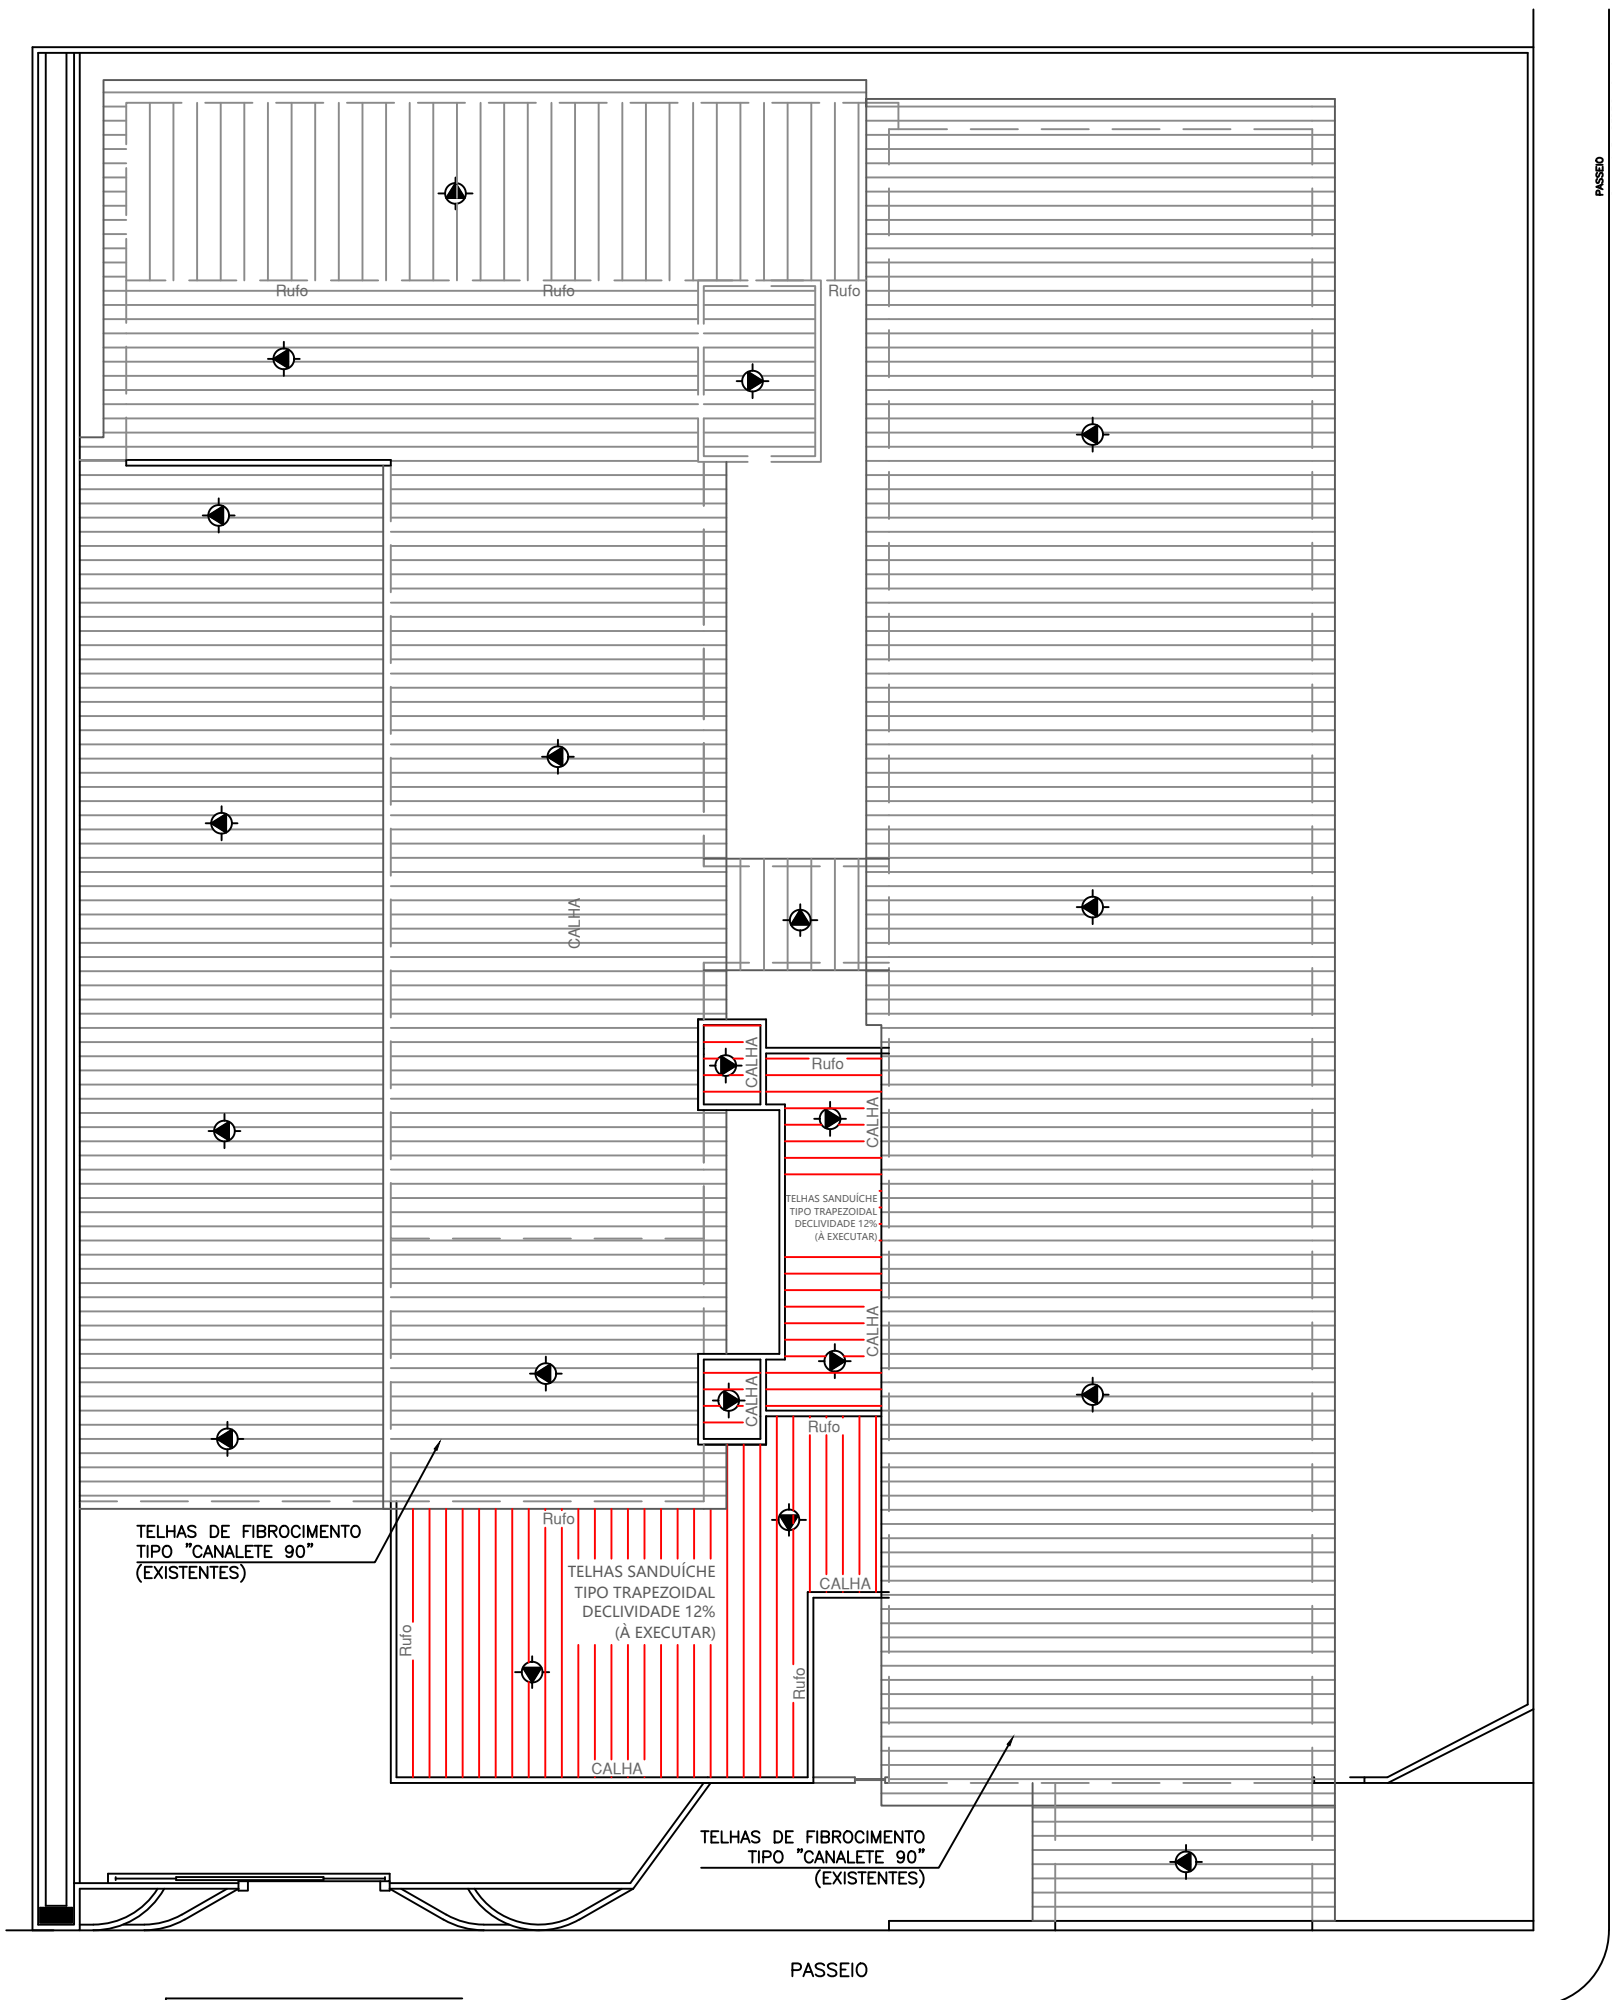 PASSEIO
Rufo
Rufo
Rufo
CALHA
CALHA
Rufo
CALHA
TELHAS SANDUÍCHE
TIPO TRAPEZOIDAL
DECLIVIDADE 12%
(À EXECUTAR)
CALHA
CALHA
Rufo
Rufo
TELHAS DE FIBROCIMENTO
TIPO "CANALETE 90"
(EXISTENTES)
TELHAS SANDUÍCHE
TIPO TRAPEZOIDAL
DECLIVIDADE 12%
(À EXECUTAR)
CALHA
Rufo
Rufo
CALHA
TELHAS DE FIBROCIMENTO
TIPO "CANALETE 90"
(EXISTENTES)
PASSEIO